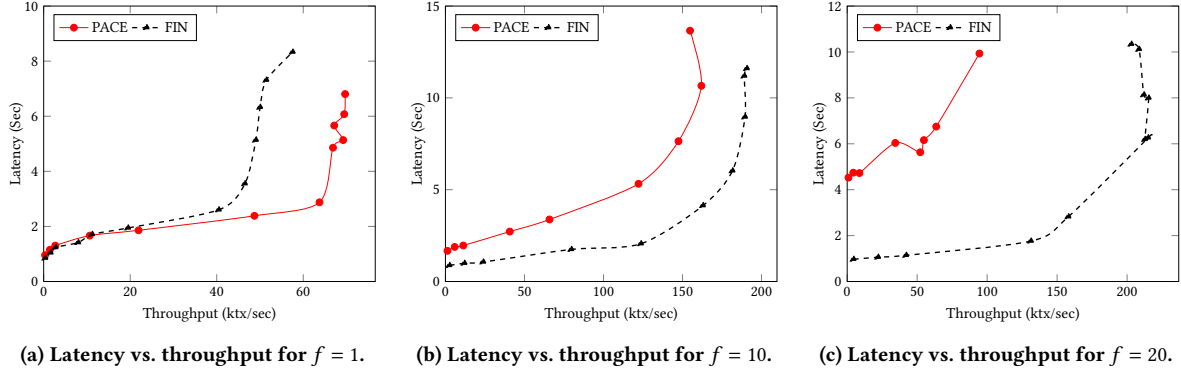 PACE FIN
10
8
6
4
2
0
Latency (Sec)
0 20 40 60
Throughput (ktx/sec)
(a) Latency vs. throughput for f = 1.
PACE FIN
15
10
5
0
Latency (Sec)
0 50 100 150 200
Throughput (ktx/sec)
(b) Latency vs. throughput for f = 10.
PACE FIN
12
10
8
6
4
2
0
Latency (Sec)
0 50 100 150 200
Throughput (ktx/sec)
(c) Latency vs. throughput for f = 20.